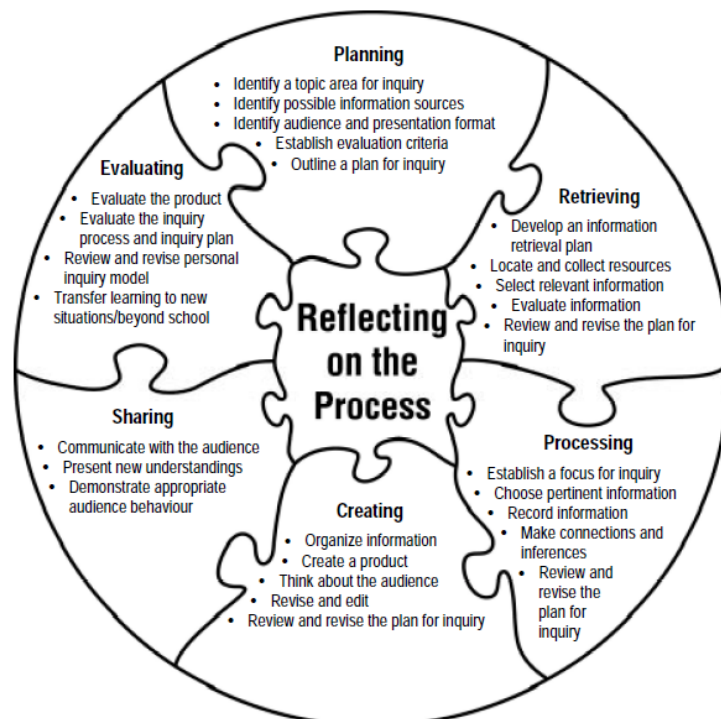 Planning
• Identify a topic area for inquiry
• Identify possible information sources
• Identify audience and presentation format
• Establish evaluation criteria
• Outline a plan for inquiry
Retrieving
• Develop an information
retrieval plan
• Locate and collect resources
• Select relevant information
• Evaluate information
• Review and revise the plan for
inquiry
Processing
• Establish a focus for inquiry
• Choose pertinent information
• Record information
• Make connections and
inferences
• Review and
revise the
plan for
inquiry
Creating
• Organize information
• Create a product
• Think about the audience
• Revise and edit
• Review and revise the plan for inquiry
Sharing
• Communicate with the audience
• Present new understandings
• Demonstrate appropriate
audience behaviour
Evaluating
• Evaluate the product
• Evaluate the inquiry
process and inquiry plan
• Review and revise personal
inquiry model
• Transfer learning to new
situations/beyond school
Reflecting
on the
Process